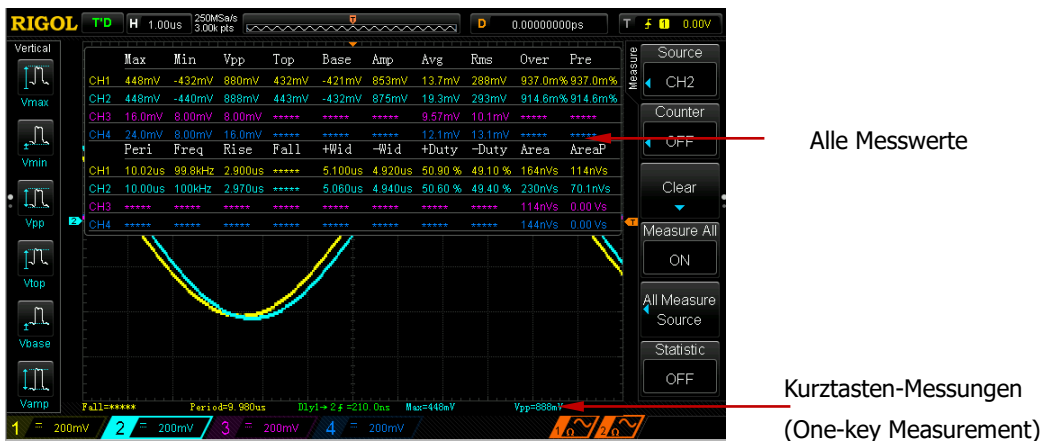 RIGOL T'D H 1.00us 250MSa/s 3.00k pts D 0.00000000ps T 1 0.00V
Vertical
Vmax
Vmin
Vpp
Vtop
Vbase
Vamp
Max Min Vpp Top Base Amp Avg Rms Over Pre
CH1 448mV -432mV 880mV 432mV -421mV 853mV 13.7mV 288mV 937.0m% 937.0m%
CH2 448mV -440mV 888mV 443mV -432mV 875mV 19.3mV 293mV 914.6m% 914.6m%
CH3 16.0mV 8.00mV 8.00mV ***** ***** ***** 9.57mV 10.1mV ***** *****
CH4 24.0mV 8.00mV 16.0mV ***** ***** ***** 12.1mV 13.1mV ***** *****
Peri Freq Rise Fall +Wid -Wid +Duty -Duty Area AreaP
CH1 10.02us 99.8kHz 2.900us ***** 5.100us 4.920us 50.90 % 49.10 % 164nVs 114nVs
CH2 10.00us 100kHz 2.970us ***** 5.060us 4.940us 50.60 % 49.40 % 230nVs 70.1nVs
CH3 ***** ***** ***** ***** ***** ***** ***** ***** 114nVs 0.00 Vs
CH4 ***** ***** ***** ***** ***** ***** ***** ***** 144nVs 0.00 Vs
2
T
Fall=***** Period=9.980us Dly1→2=210.0ns Max=448mV Vpp=888mV
1 = 200mV 2 = 200mV 3 = 200mV 4 = 200mV 1 2
Measure
Source
CH2
Counter
OFF
Clear
Measure All
ON
All Measure
Source
Statistic
OFF
Alle Messwerte
Kurztasten-Messungen
(One-key Measurement)